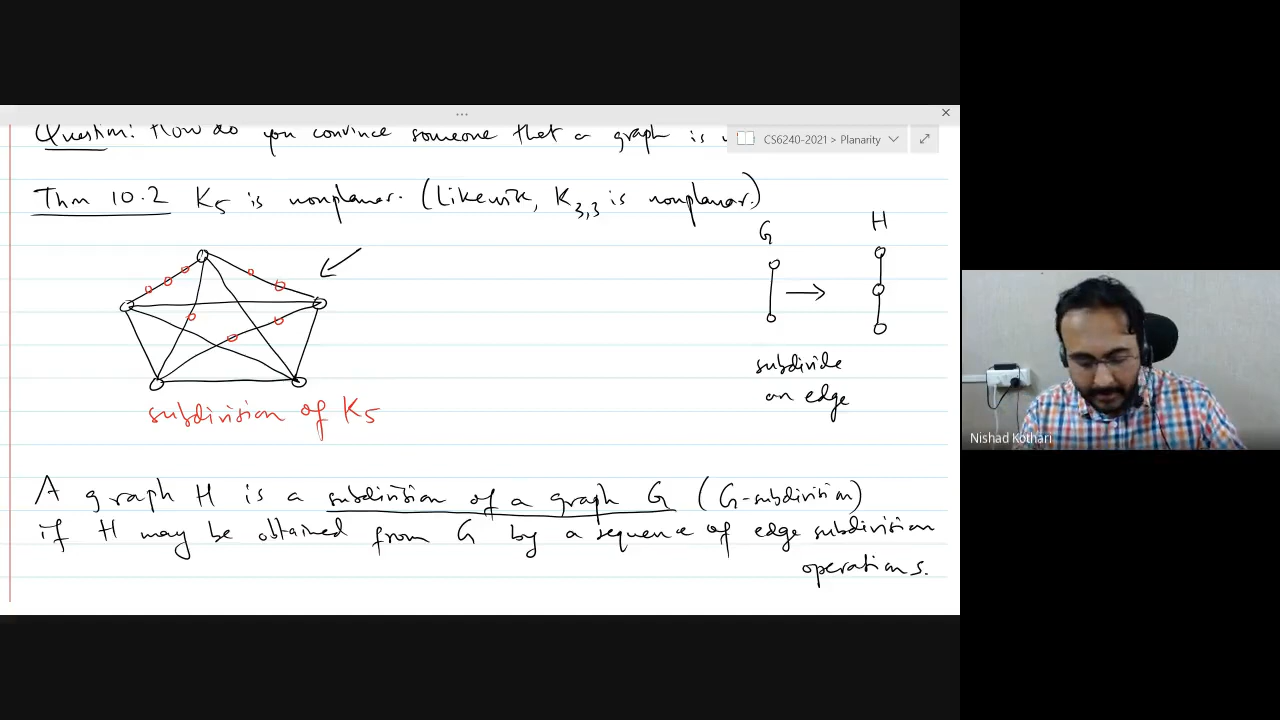 Question: How do you convince someone that a graph is
CS6240-2021 > Planarity
Thm 10.2 K5 is nonplanar. (Likewise, K3,3 is nonplanar.)
G
H
subdivide
an edge
subdivision of K5
A graph H is a subdivision of a graph G (G-subdivision)
if H may be obtained from G by a sequence of edge subdivision
operations.
Nishad Kothari